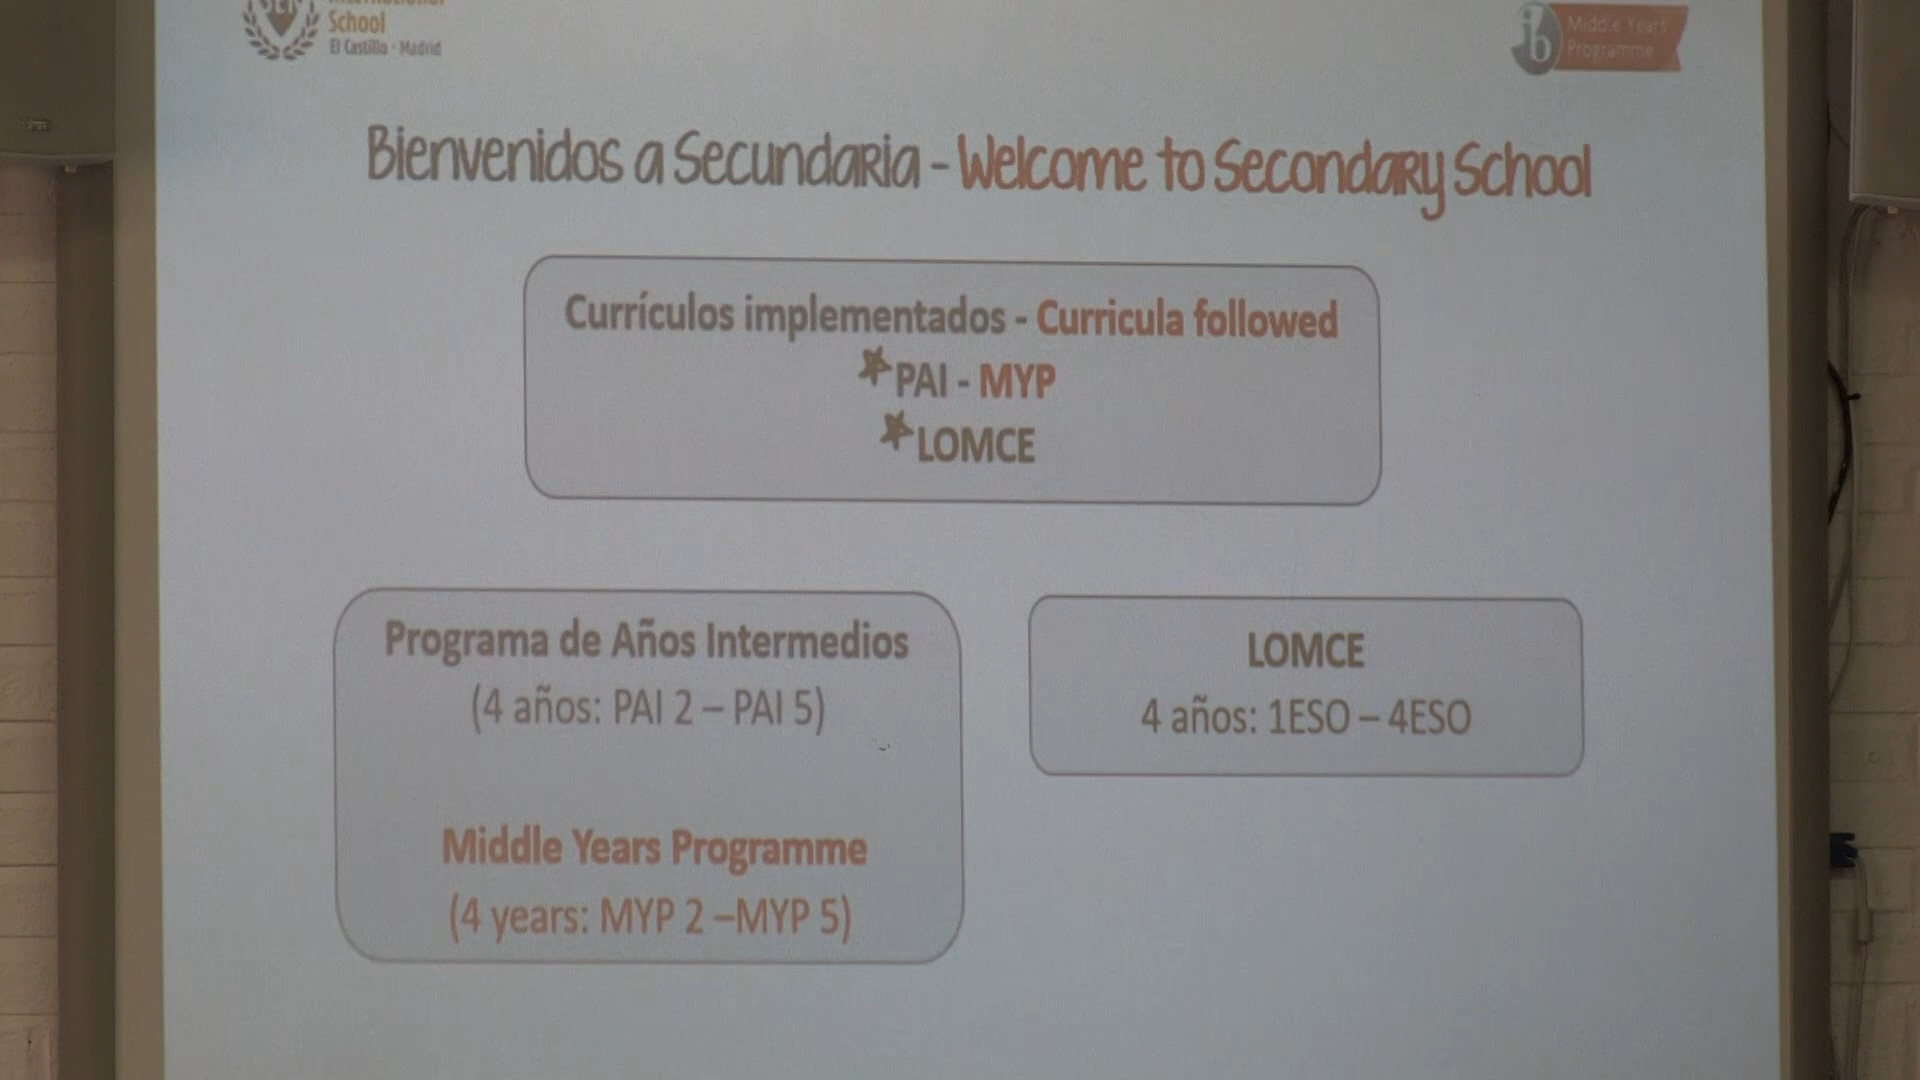 School
El Castillo - Madrid
Middle Years
Programme
ib
Bienvenidos a Secundaria - Welcome to Secondary School
Currículos implementados - Curricula followed
PAI - MYP
LOMCE
Programa de Años Intermedios
(4 años: PAI 2 – PAI 5)
Middle Years Programme
(4 years: MYP 2 –MYP 5)
LOMCE
4 años: 1ESO – 4ESO